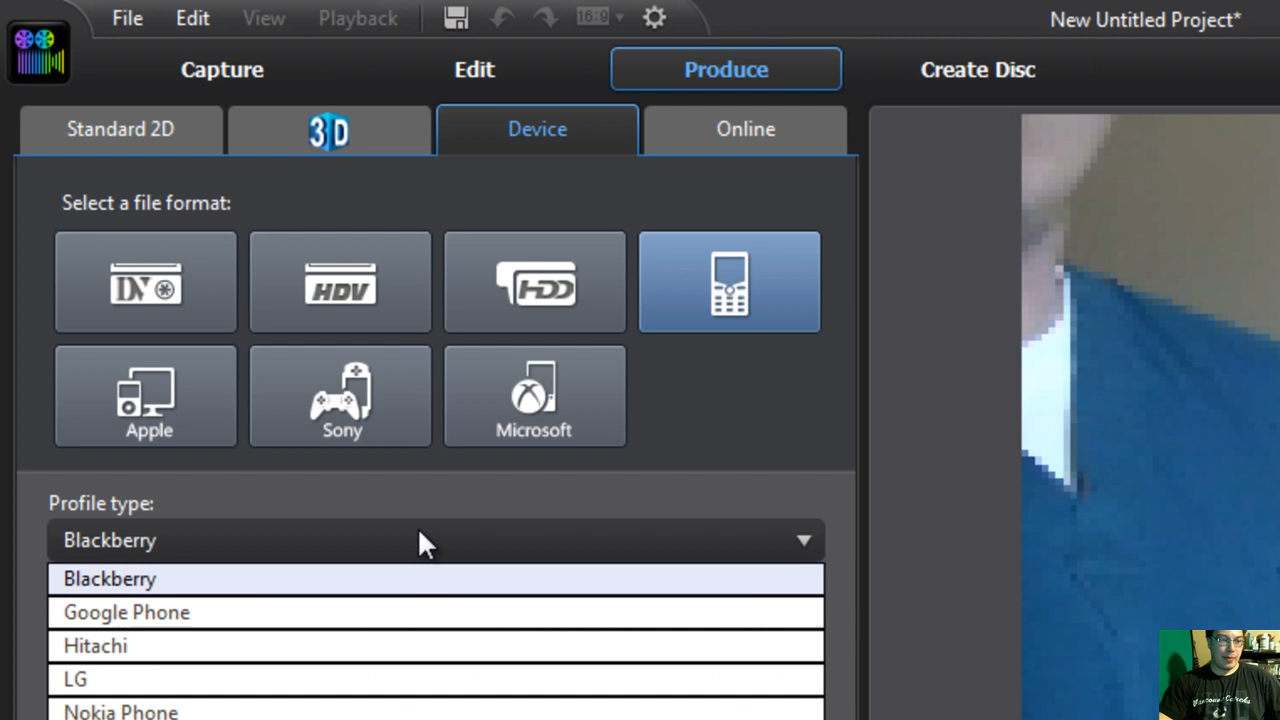 File Edit View Playback 16:9 New Untitled Project*
Capture Edit Produce Create Disc
Standard 2D 3D Device Online
Select a file format:
DV HDV HDD
Apple Sony Microsoft
Profile type:
Blackberry
Blackberry
Google Phone
Hitachi
LG
Nokia Phone